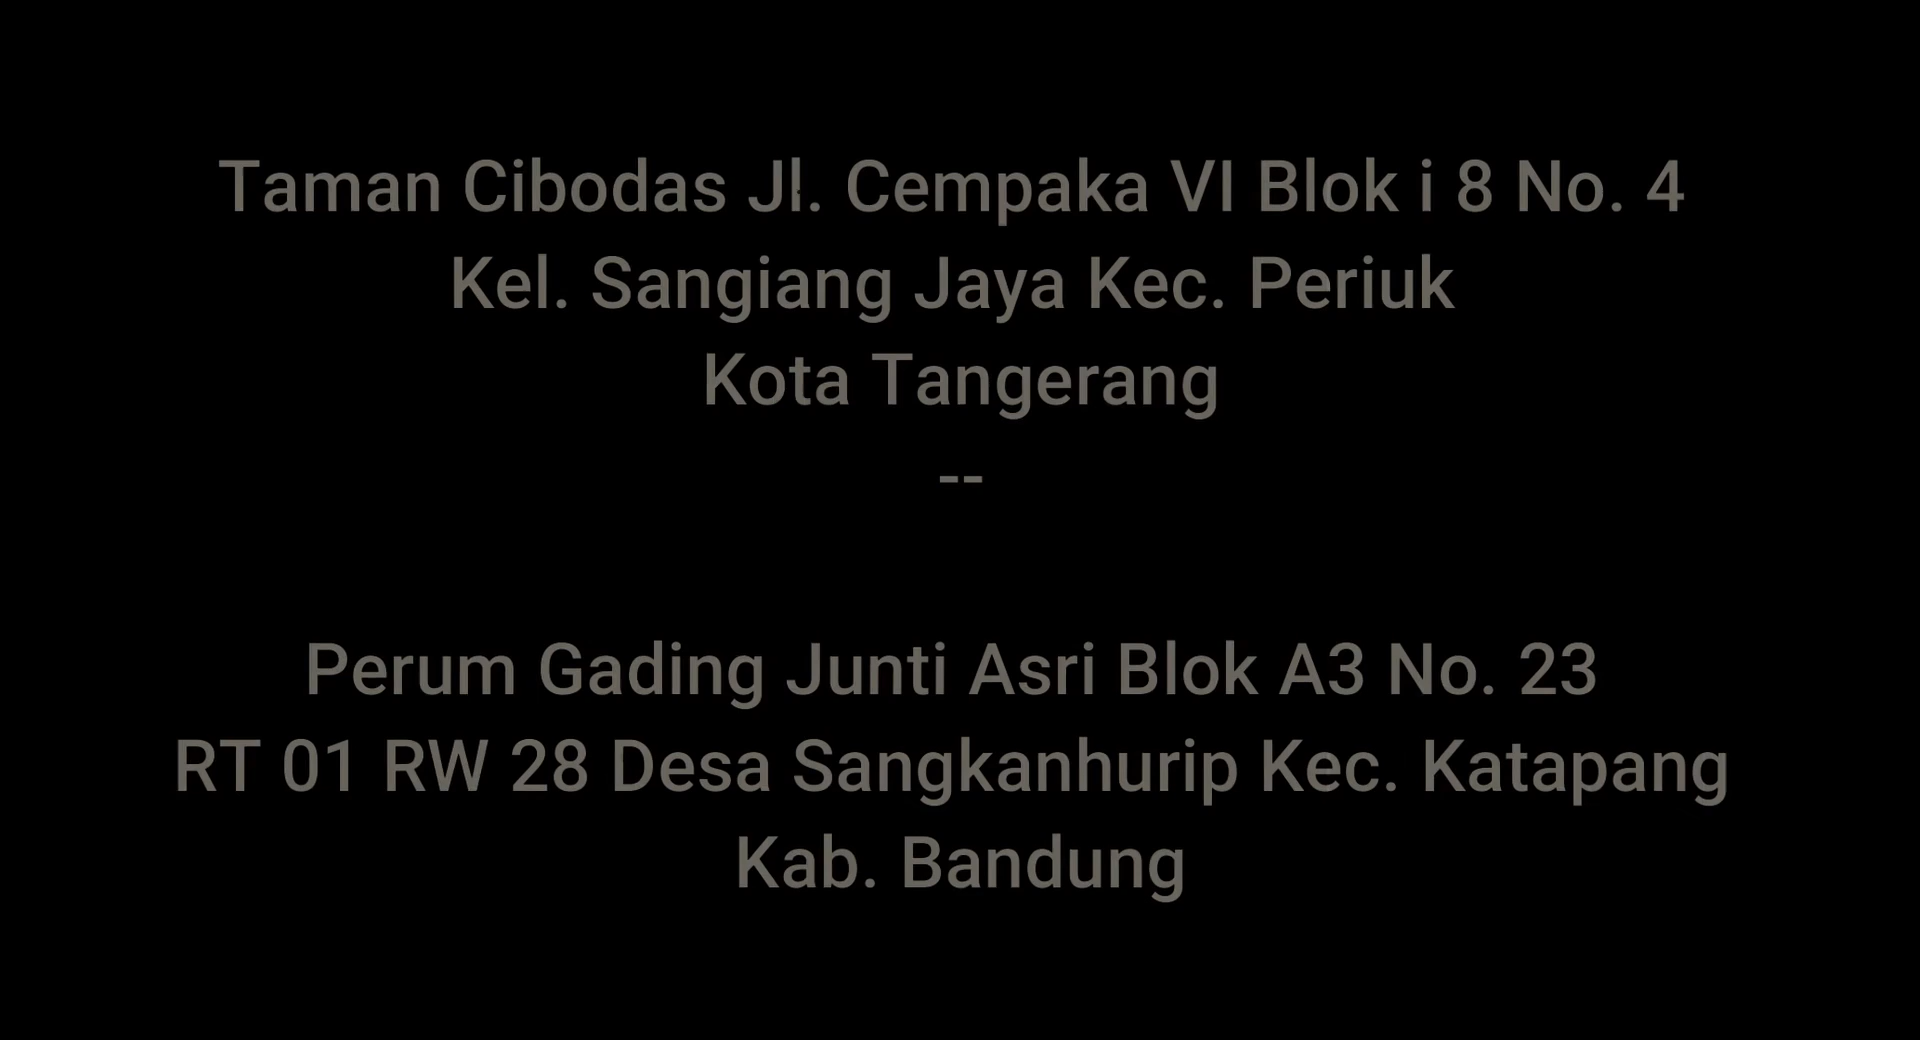 Taman Cibodas Jl. Cempaka VI Blok i 8 No. 4
Kel. Sangiang Jaya Kec. Periuk
Kota Tangerang
--
Perum Gading Junti Asri Blok A3 No. 23
RT 01 RW 28 Desa Sangkanhurip Kec. Katapang
Kab. Bandung